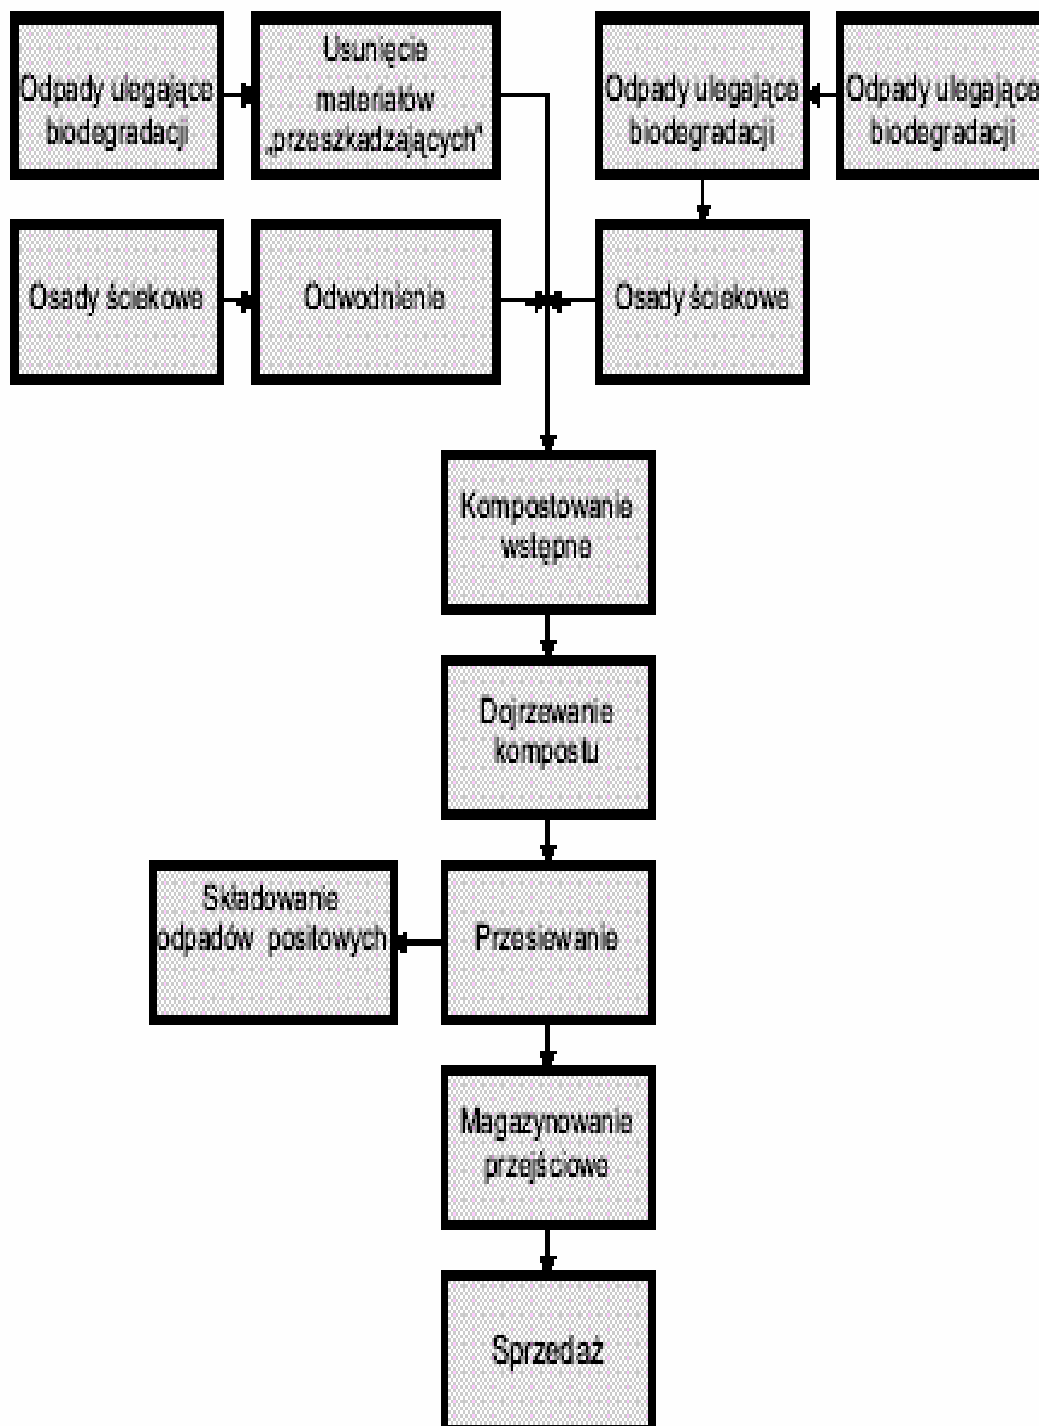 Odpady ulegające
biodegradacji
Usunięcie
materiałów
„przeszkadzających”
Odpady ulegające
biodegradacji
Odpady ulegające
biodegradacji
Osady ściekowe
Odwodnienie
Osady ściekowe
Kompostowanie
wstępne
Dojrzewanie
kompostu
Składowanie
odpadów positowych
Przesiewanie
Magazynowanie
przejściowe
Sprzedaż